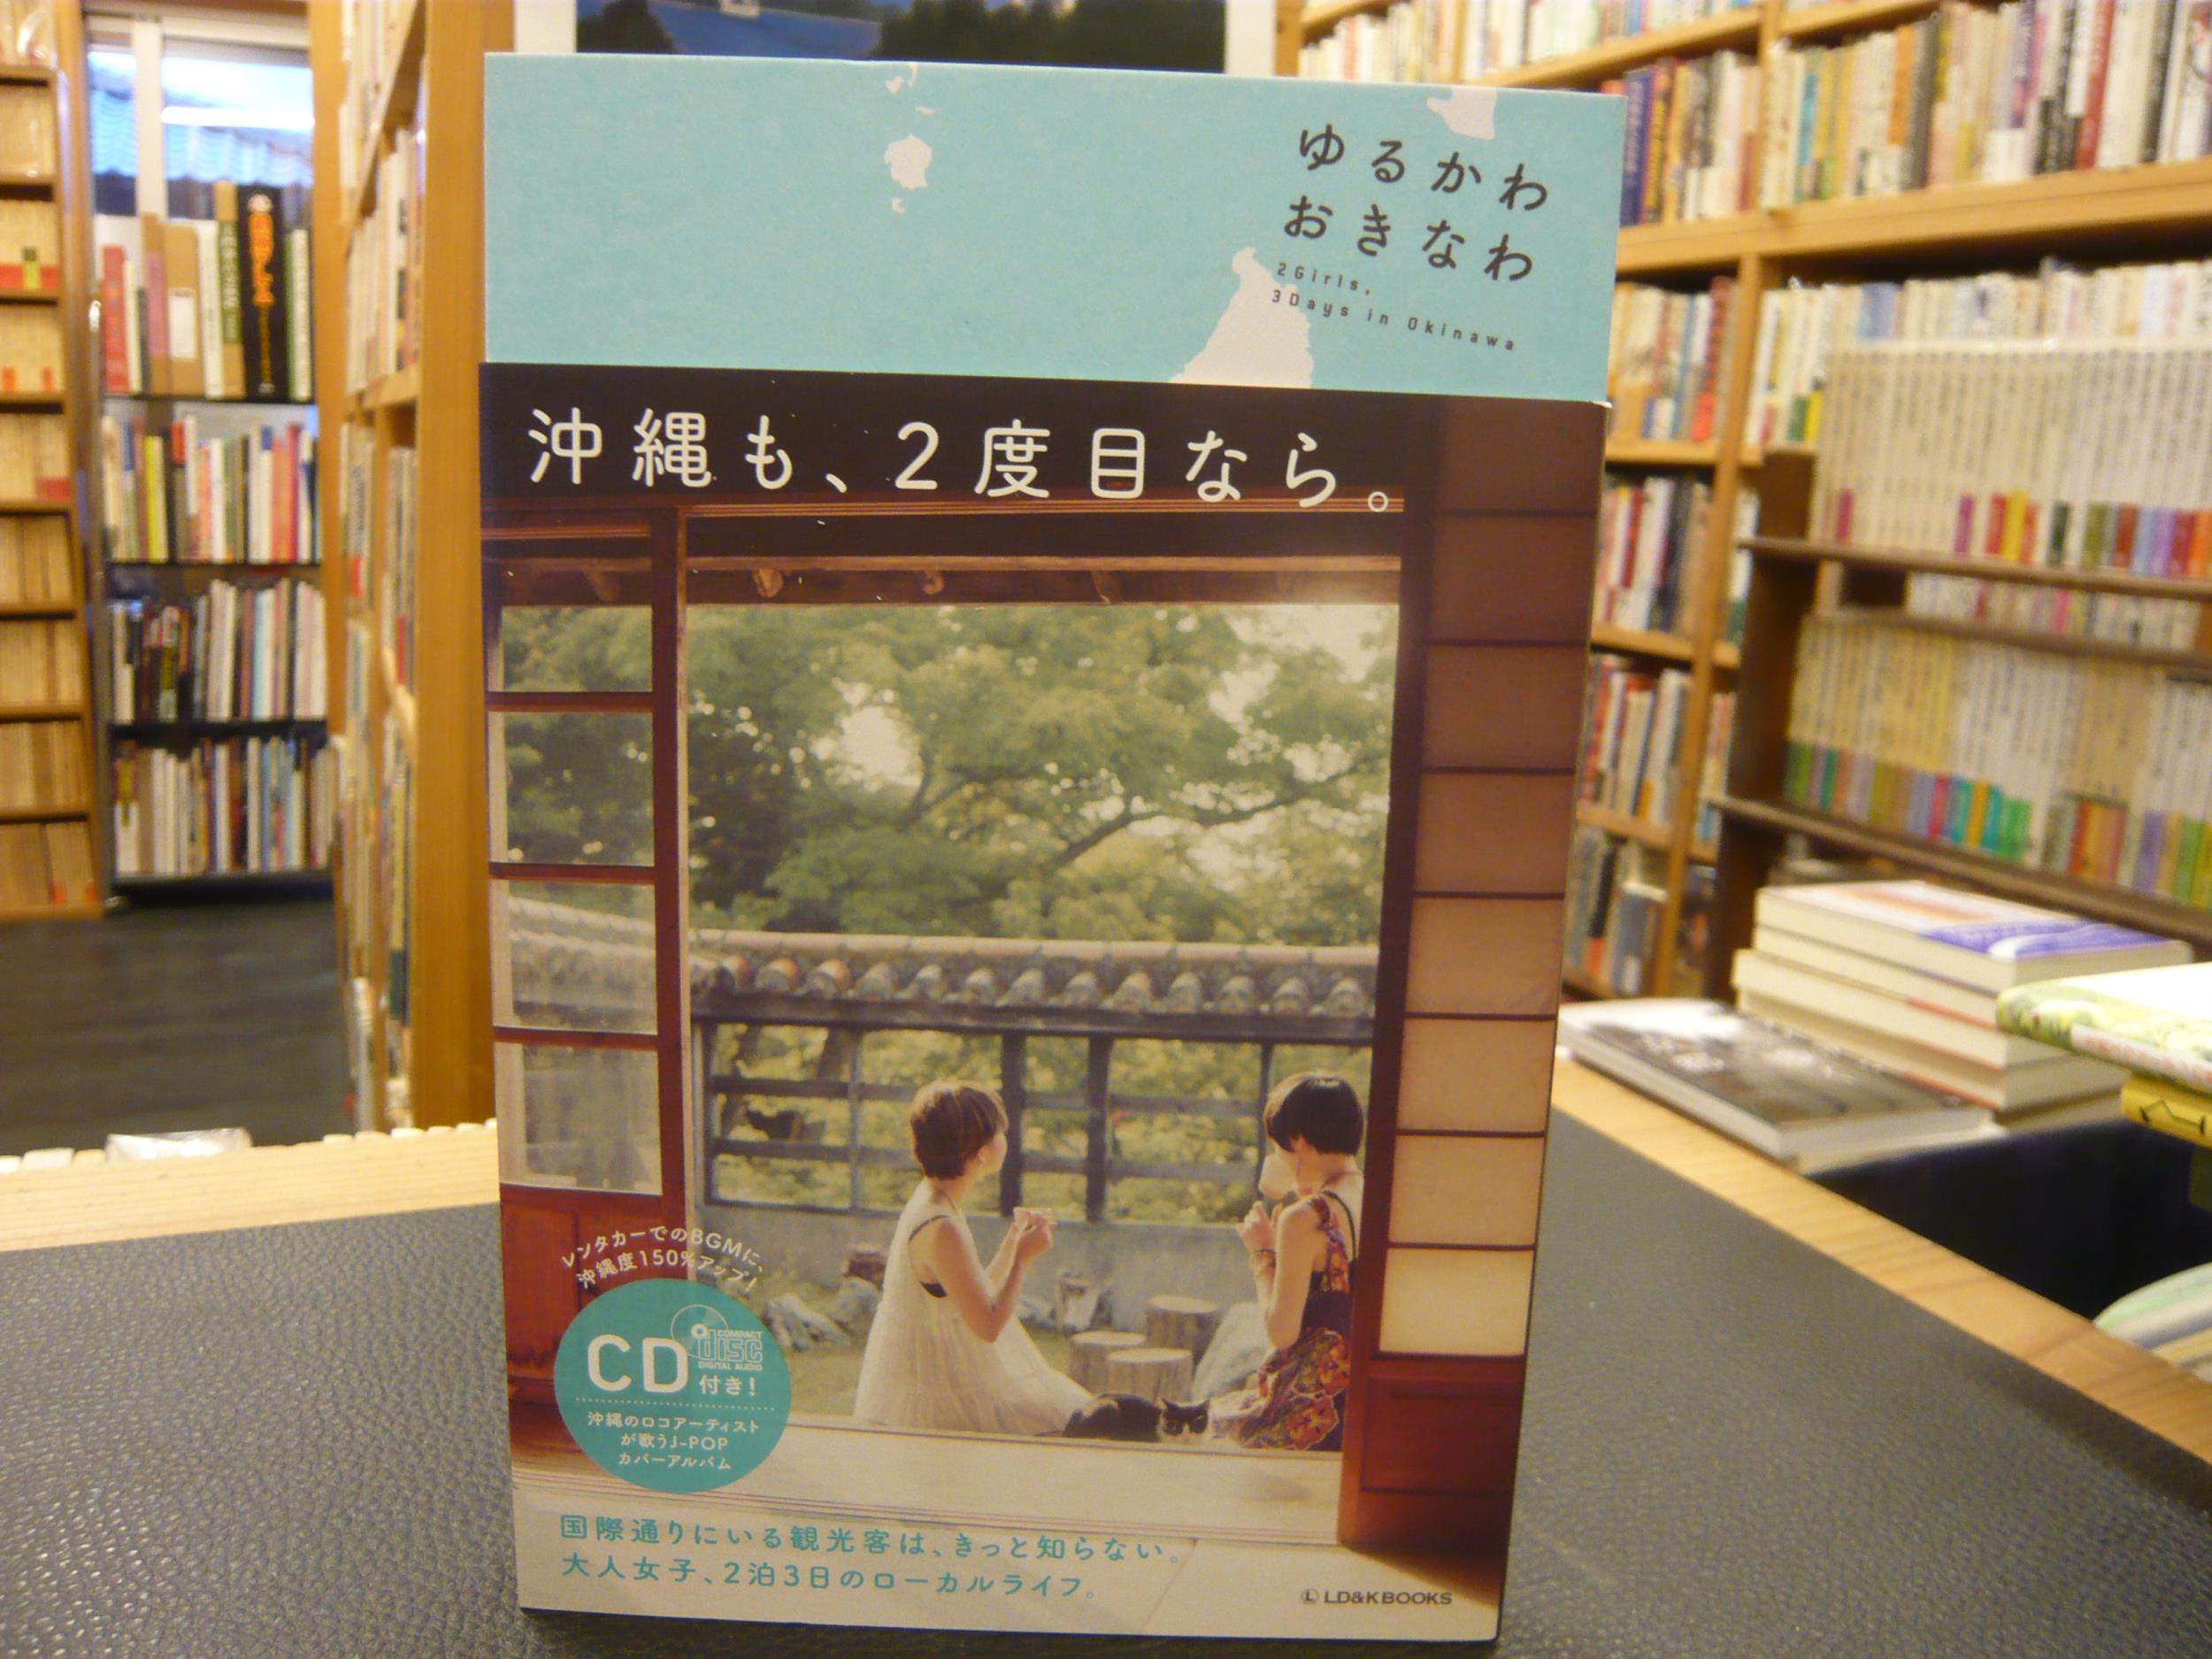 ゆるかわ
おきなわ
2Girls,
3Days in Okinawa
沖縄も、2度目なら。
レンタカーでのBGMに、
沖縄度150%アップ!
CD
COMPACT
disc
DIGITAL AUDIO
付き!
沖縄のロコアーティスト
が歌うJ-POP
カバーアルバム
国際通りにいる観光客は、きっと知らない。
大人女子、2泊3日のローカルライフ。
LD&K BOOKS